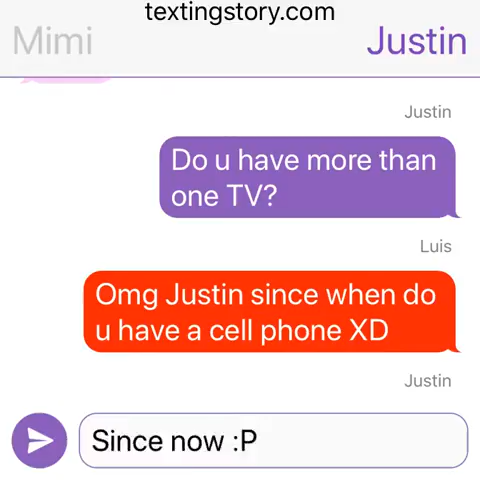 textingstory.com
Mimi
Justin
Justin
Do u have more than
one TV?
Luis
Omg Justin since when do
u have a cell phone XD
Justin
Since now :P